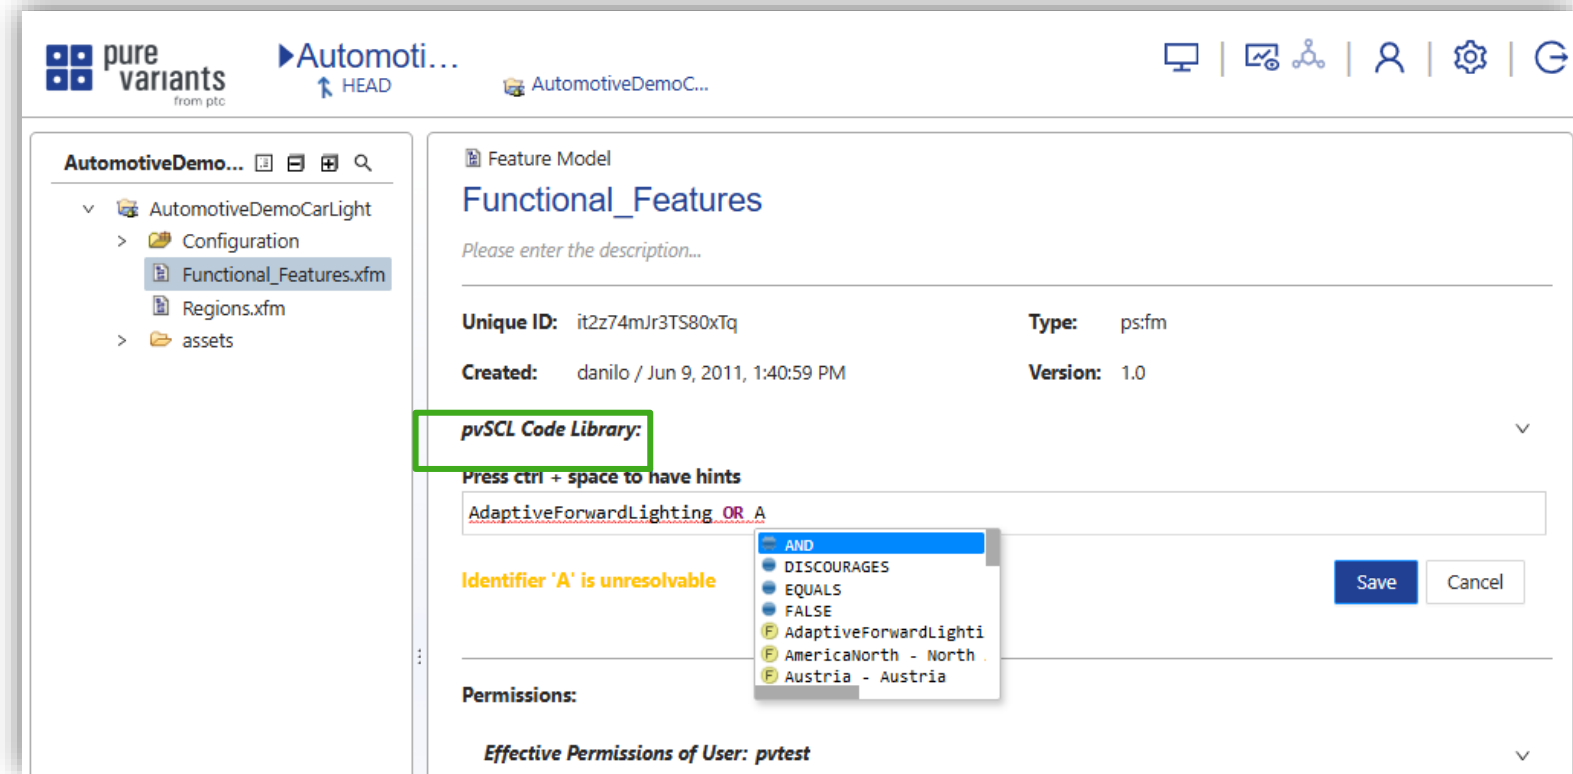 pure
variants
from ptc
Automoti...
HEAD
AutomotiveDemoC...
AutomotiveDemo...
AutomotiveDemoCarLight
Configuration
Functional_Features.xfm
Regions.xfm
assets
Feature Model
Functional_Features
Please enter the description...
Unique ID: it2z74mJr3TS80xTq Type: ps:fm
Created: danilo / Jun 9, 2011, 1:40:59 PM Version: 1.0
pvSCL Code Library:
Press ctrl + space to have hints
AdaptiveForwardLighting OR A
AND
DISCOURAGES
EQUALS
FALSE
F AdaptiveForwardLighti
F AmericaNorth - North
F Austria - Austria
Identifier 'A' is unresolvable
Save Cancel
Permissions:
Effective Permissions of User: pvtest